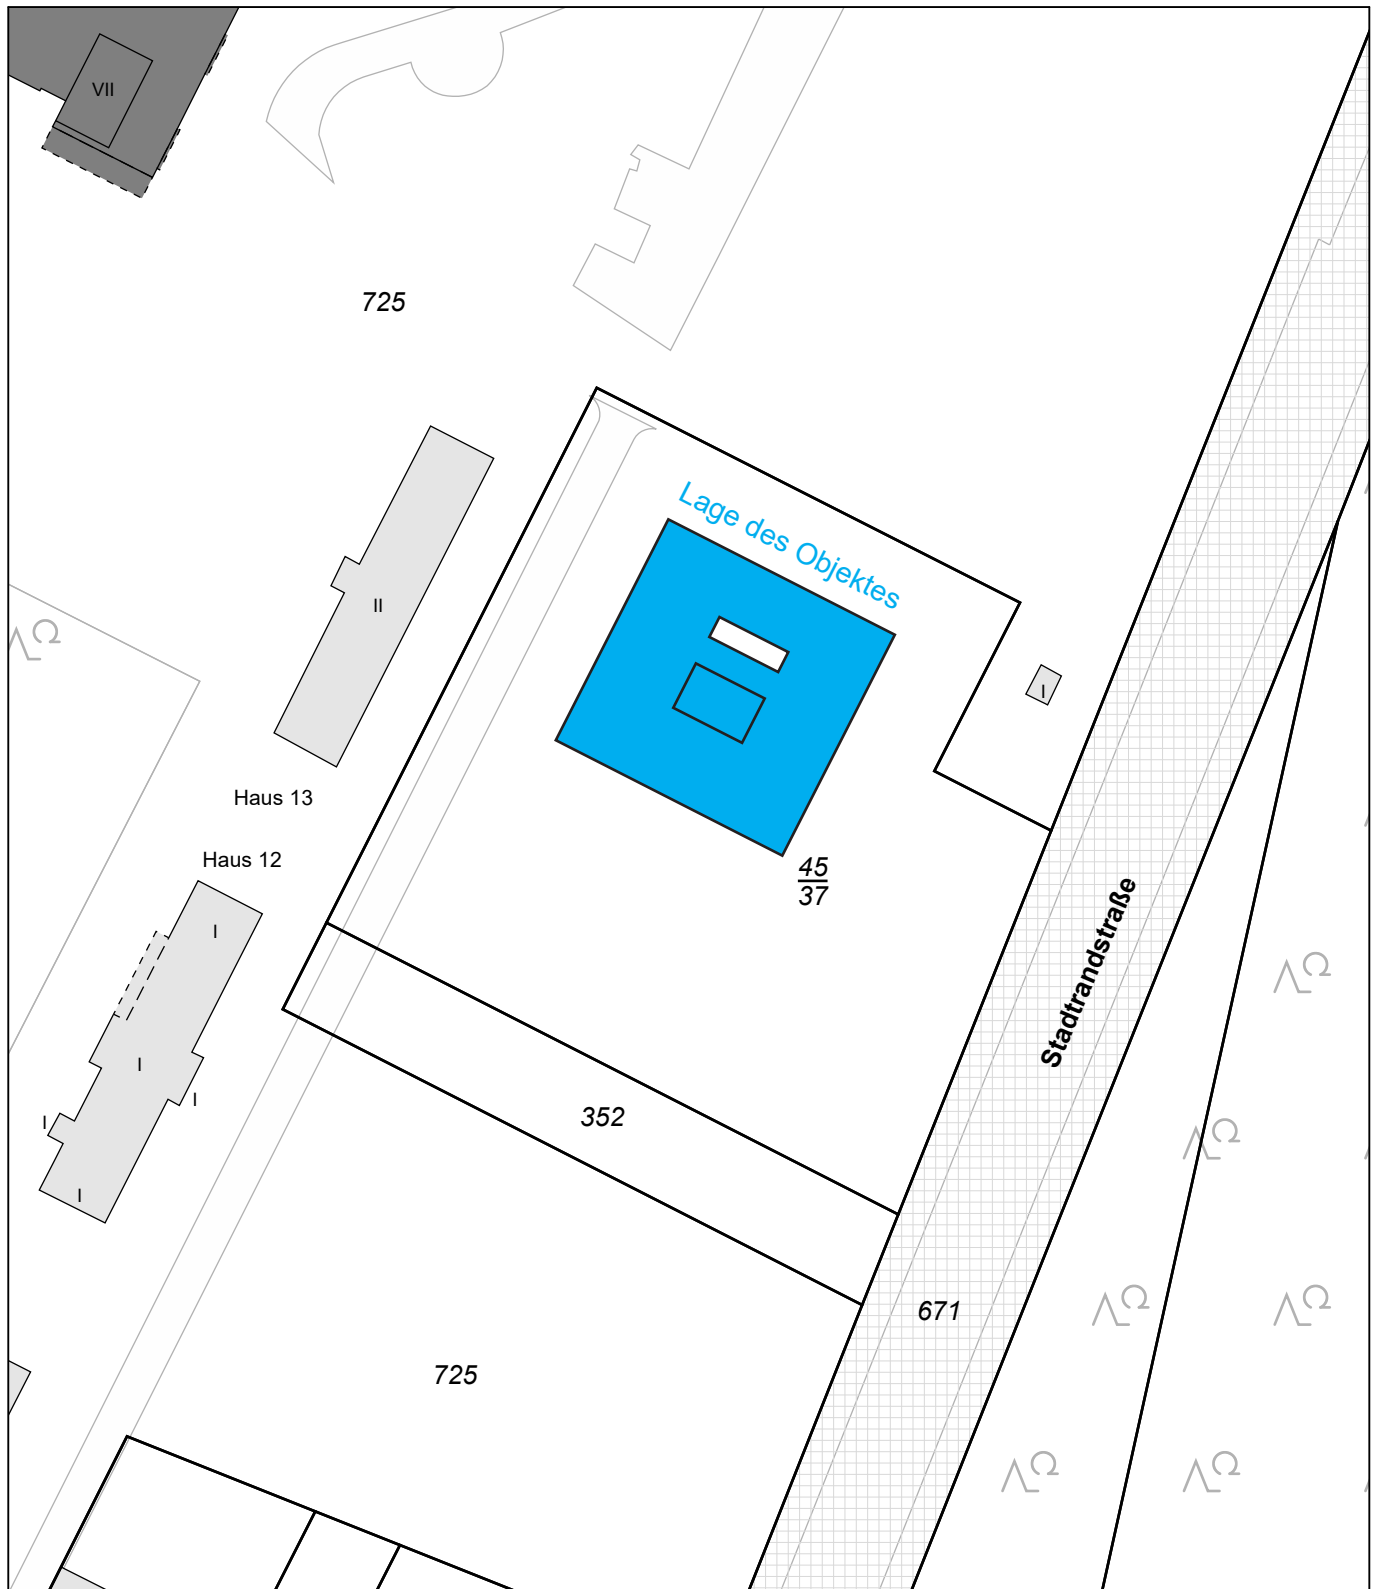 VII
725
Lage des Objektes
II
I
Haus 13
Haus 12
45
37
I
Stadtrandstraße
I
I
I
352
I
671
725